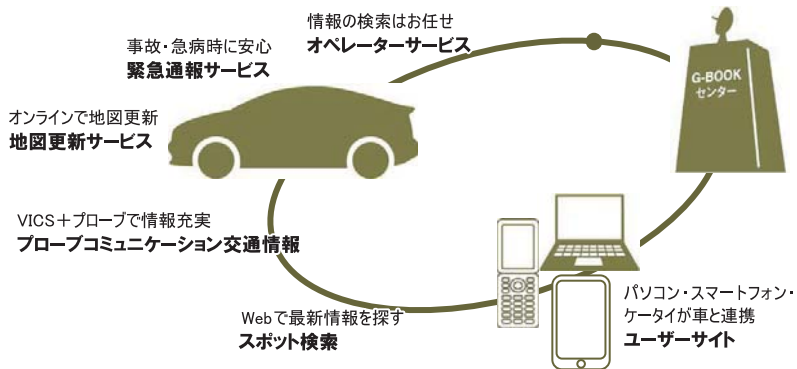 情報の検索はお任せ
オペレーターサービス
事故・急病時に安心
緊急通報サービス
G-BOOK
センター
オンラインで地図更新
地図更新サービス
VICS＋プローブで情報充実
プローブコミュニケーション交通情報
Webで最新情報を探す
スポット検索
パソコン・スマートフォン・
ケータイが車と連携
ユーザーサイト